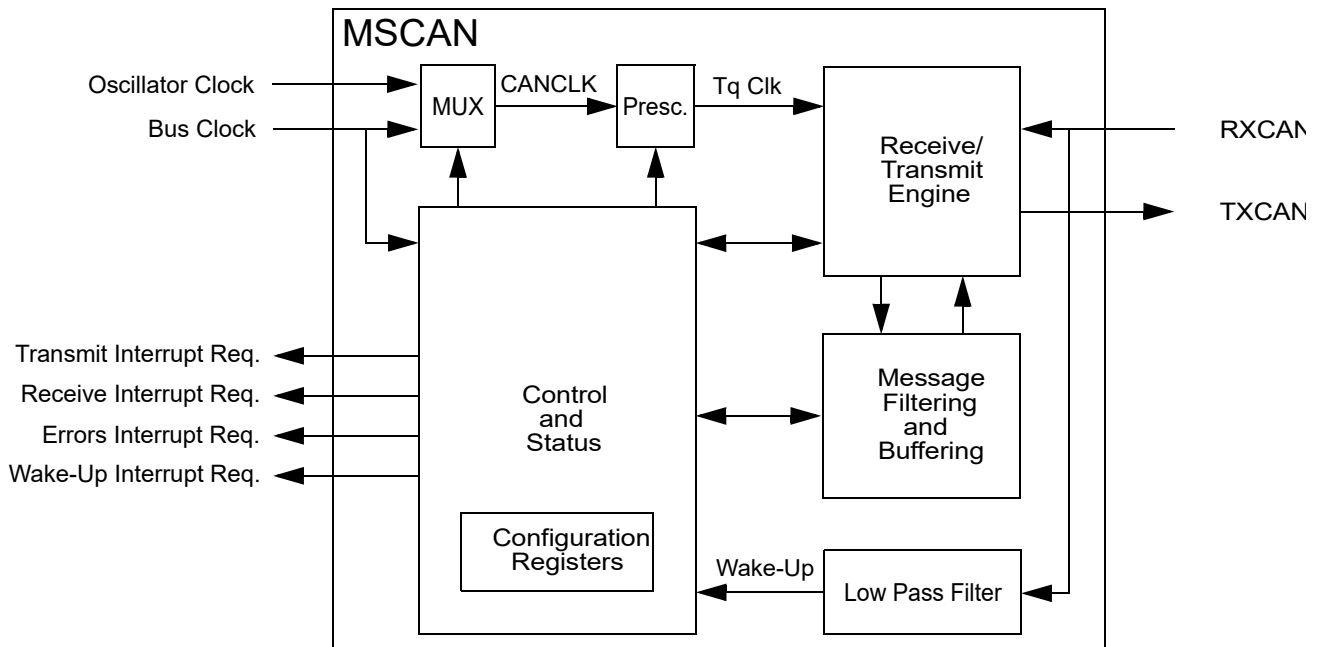 MSCAN
Oscillator Clock
Bus Clock
MUX
CANCLK
Presc.
Tq Clk
Receive/
Transmit
Engine
RXCAN
TXCAN
Transmit Interrupt Req.
Receive Interrupt Req.
Errors Interrupt Req.
Wake-Up Interrupt Req.
Control
and
Status
Message
Filtering
and
Buffering
Configuration
Registers
Wake-Up
Low Pass Filter